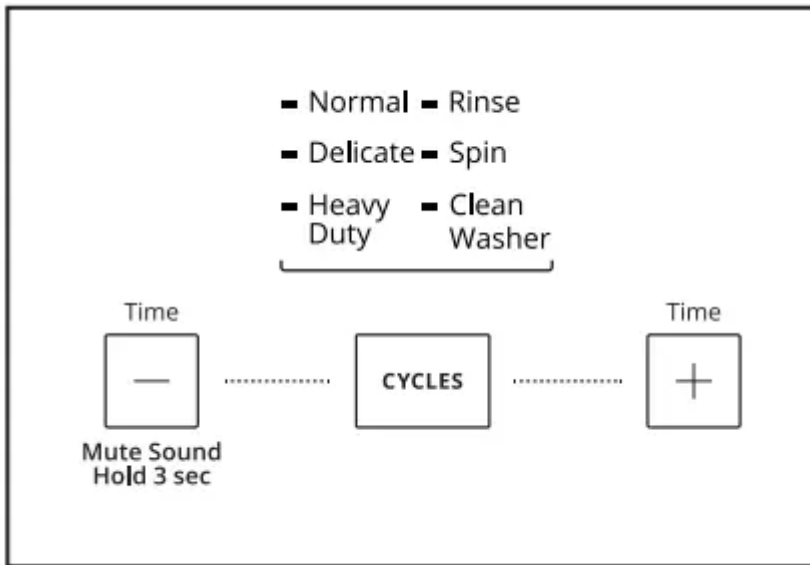 Normal Rinse
Delicate Spin
Heavy Duty Clean Washer
Time Time
— CYCLES +
Mute Sound
Hold 3 sec